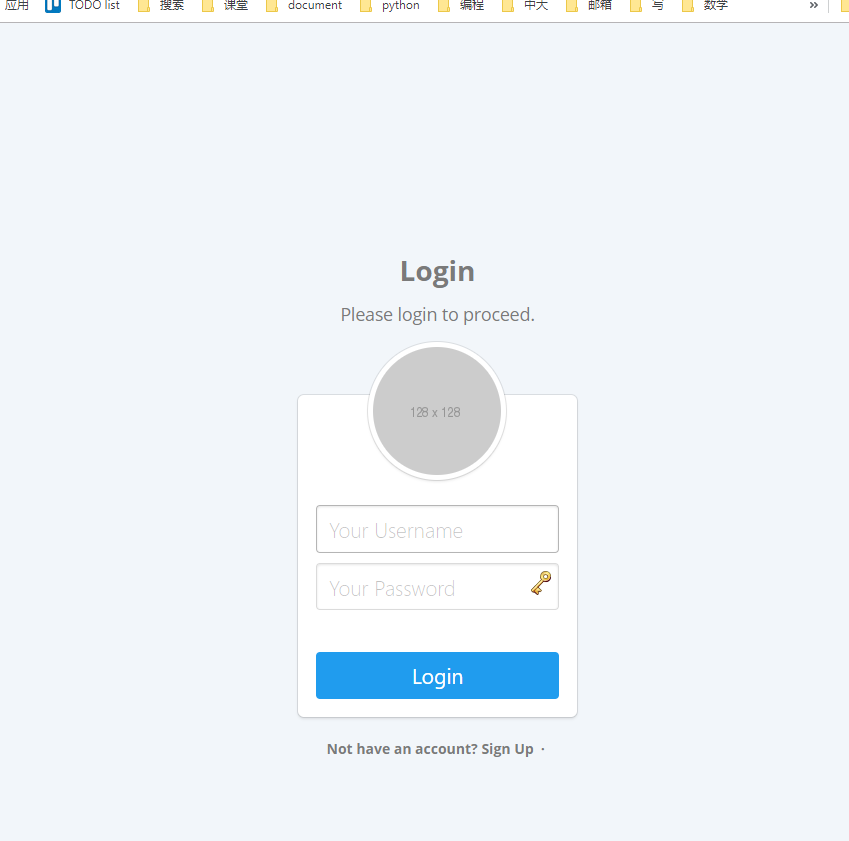 应用 TODO list 搜索 课堂 document python 编程 中大 邮箱 写 数学 »
Login
Please login to proceed.
128 x 128
Your Username
Your Password
Login
Not have an account? Sign Up ·